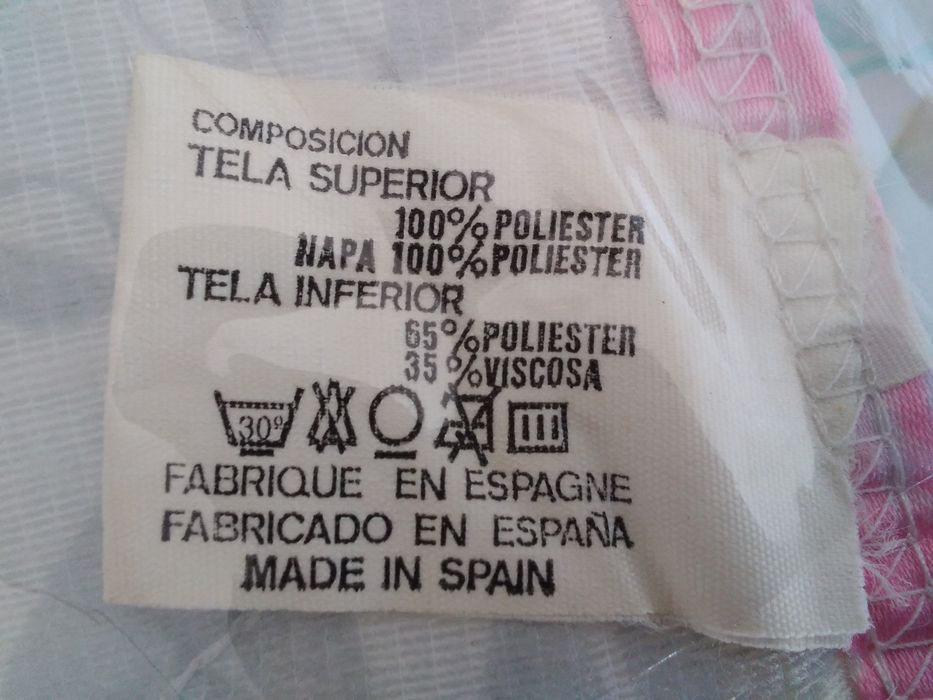 COMPOSICION
TELA SUPERIOR
100% POLIESTER
NAPA 100% POLIESTER
TELA INFERIOR
65% POLIESTER
35% VISCOSA
30º
FABRIQUE EN ESPAGNE
FABRICADO EN ESPAÑA
MADE IN SPAIN